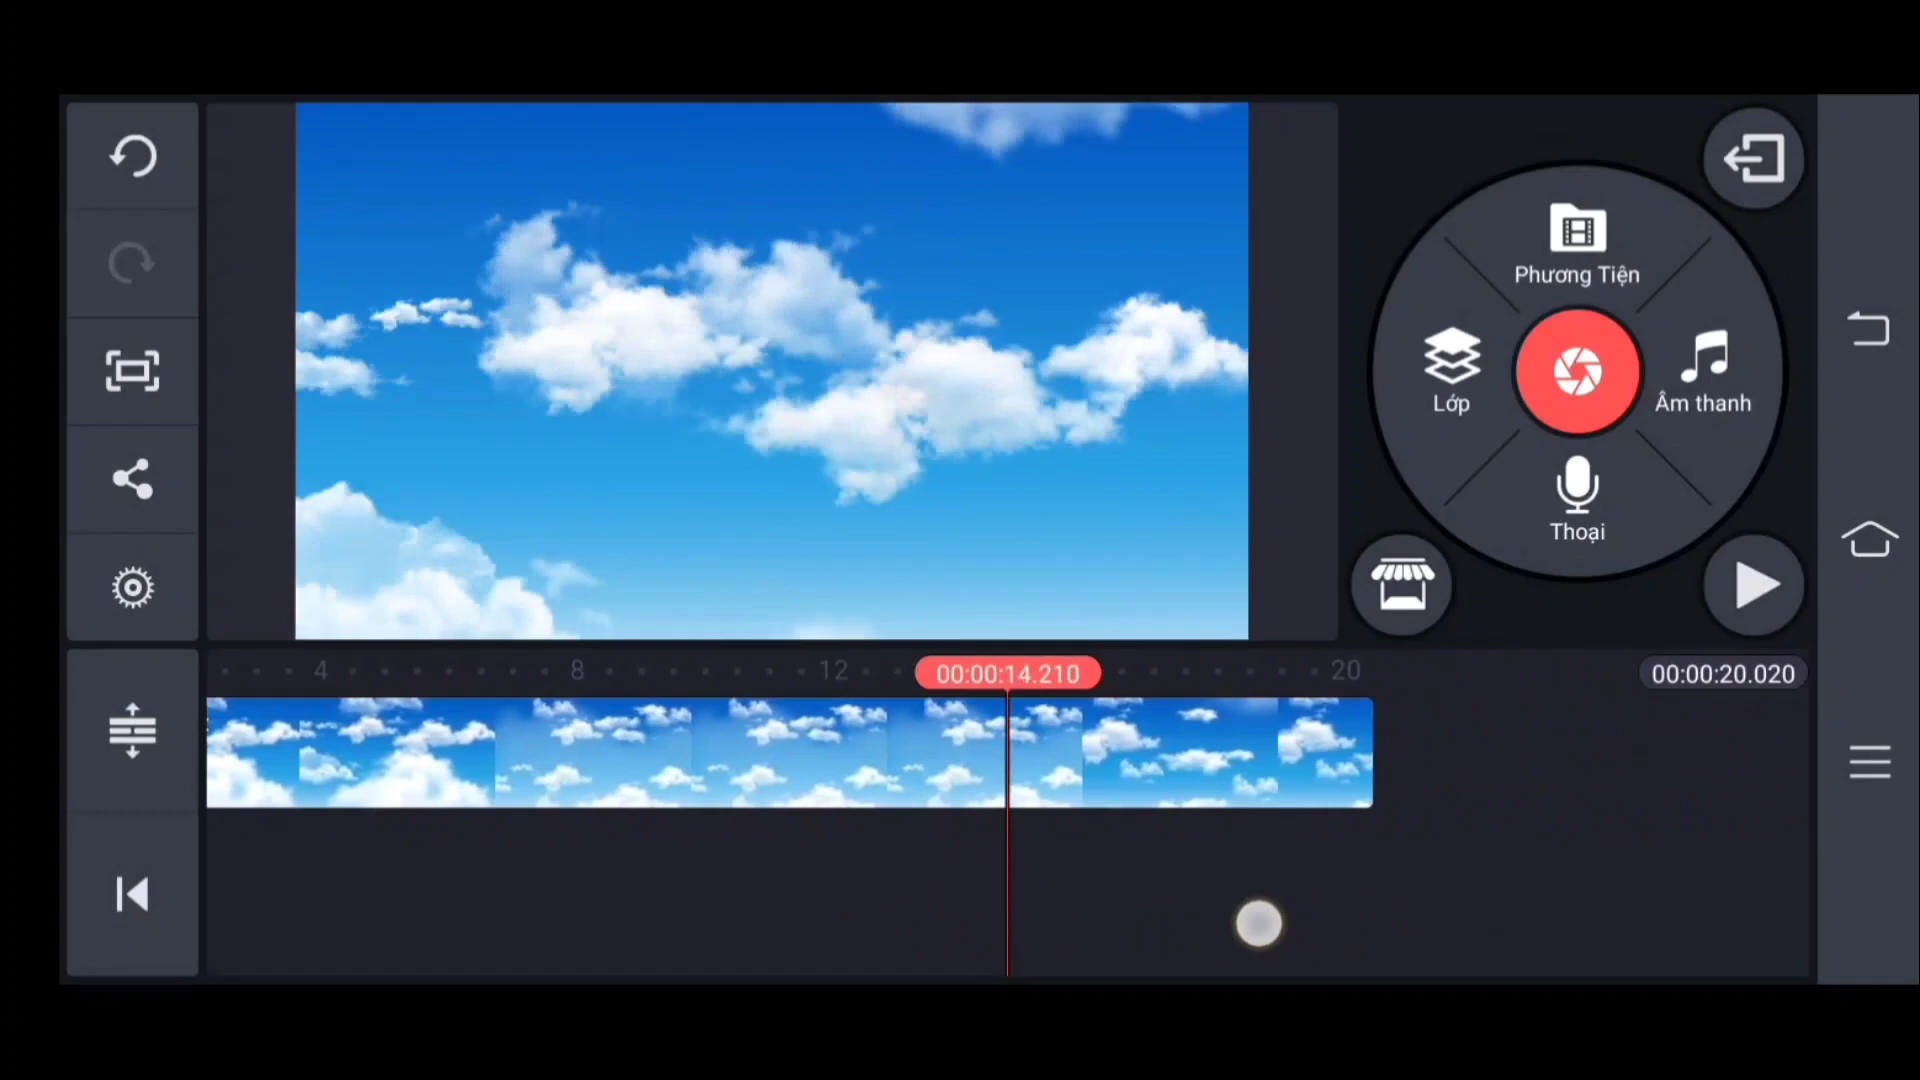 Phương Tiện
Lớp
Âm thanh
Thoại
4
8
12
00:00:14.210
20
00:00:20.020